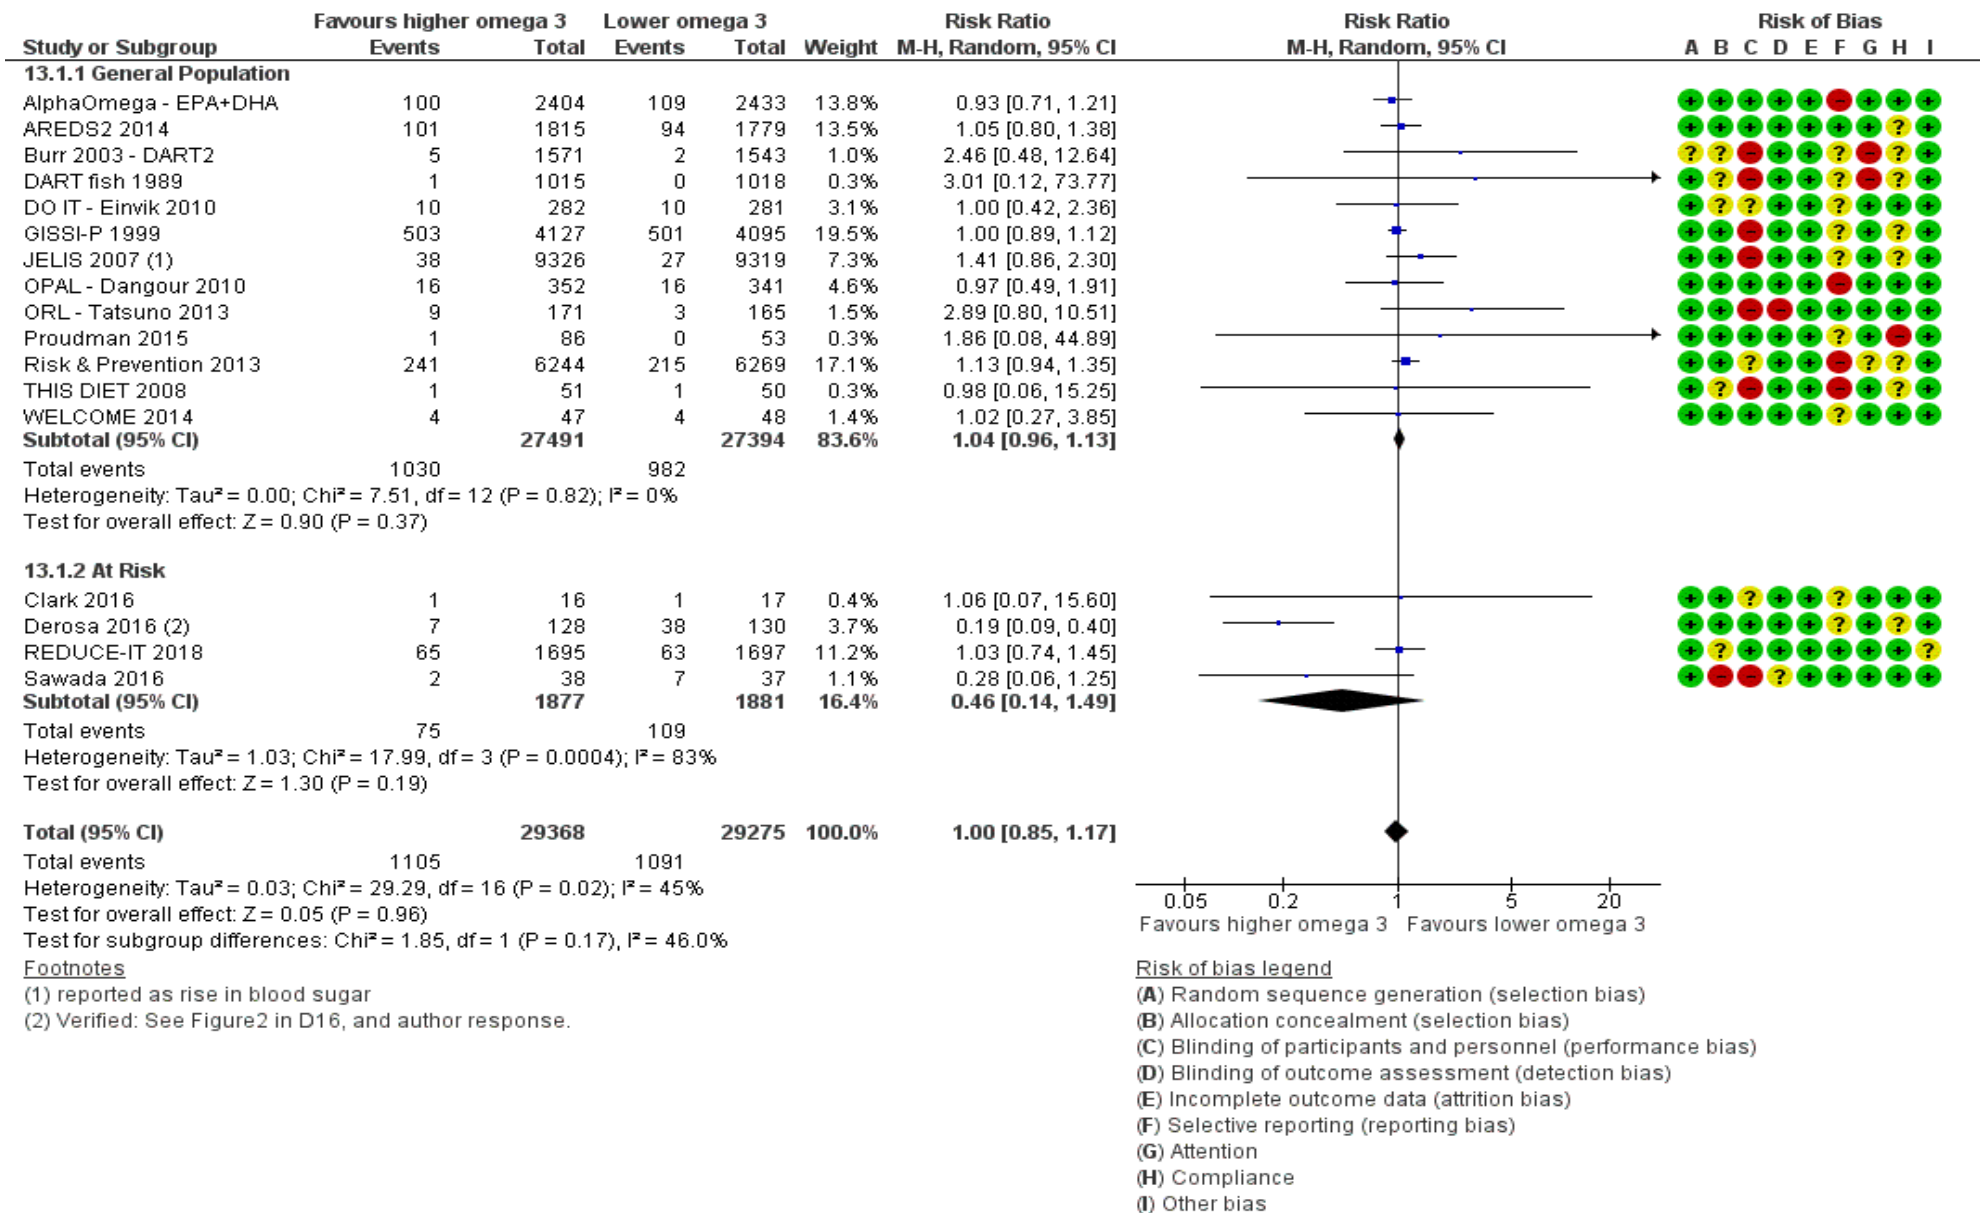 Favours higher omega 3 Lower omega 3 Risk Ratio Risk Ratio Risk of Bias
Study or Subgroup Events Total Events Total Weight M-H, Random, 95% CI M-H, Random, 95% CI A B C D E F G H I
13.1.1 General Population
AlphaOmega - EPA+DHA 100 2404 109 2433 13.8% 0.93 [0.71, 1.21] + + + + + - + + +
AREDS2 2014 101 1815 94 1779 13.5% 1.05 [0.80, 1.38] + + + + + + + ? +
Burr 2003 - DART2 5 1571 2 1543 1.0% 2.46 [0.48, 12.64] ? ? - + + ? - ? +
DART fish 1989 1 1015 0 1018 0.3% 3.01 [0.12, 73.77] + ? - + + ? - ? +
DO IT - Einvik 2010 10 282 10 281 3.1% 1.00 [0.42, 2.36] + ? ? + + ? + + +
GISSI-P 1999 503 4127 501 4095 19.5% 1.00 [0.89, 1.12] + + - + + ? + ? +
JELIS 2007 (1) 38 9326 27 9319 7.3% 1.41 [0.86, 2.30] + + - + + ? + ? +
OPAL - Dangour 2010 16 352 16 341 4.6% 0.97 [0.49, 1.91] + + + + + - + + +
ORL - Tatsuno 2013 9 171 3 165 1.5% 2.89 [0.80, 10.51] + + - - + + + + +
Proudman 2015 1 86 0 53 0.3% 1.86 [0.08, 44.89] + + + + + ? + - +
Risk & Prevention 2013 241 6244 215 6269 17.1% 1.13 [0.94, 1.35] + + ? + + - ? ? +
THIS DIET 2008 1 51 1 50 0.3% 0.98 [0.06, 15.25] + ? - + + - + ? +
WELCOME 2014 4 47 4 48 1.4% 1.02 [0.27, 3.85] + + + + + ? + + +
Subtotal (95% CI) 27491 27394 83.6% 1.04 [0.96, 1.13]
Total events 1030 982
Heterogeneity: Tau² = 0.00; Chi² = 7.51, df = 12 (P = 0.82); I² = 0%
Test for overall effect: Z = 0.90 (P = 0.37)
13.1.2 At Risk
Clark 2016 1 16 1 17 0.4% 1.06 [0.07, 15.60] + + ? + + ? + + +
Derosa 2016 (2) 7 128 38 130 3.7% 0.19 [0.09, 0.40] + + + + + ? + ? +
REDUCE-IT 2018 65 1695 63 1697 11.2% 1.03 [0.74, 1.45] + ? + + + + + + ?
Sawada 2016 2 38 7 37 1.1% 0.28 [0.06, 1.25] + - - ? + + + + +
Subtotal (95% CI) 1877 1881 16.4% 0.46 [0.14, 1.49]
Total events 75 109
Heterogeneity: Tau² = 1.03; Chi² = 17.99, df = 3 (P = 0.0004); I² = 83%
Test for overall effect: Z = 1.30 (P = 0.19)
Total (95% CI) 29368 29275 100.0% 1.00 [0.85, 1.17]
Total events 1105 1091
Heterogeneity: Tau² = 0.03; Chi² = 29.29, df = 16 (P = 0.02); I² = 45%
Test for overall effect: Z = 0.05 (P = 0.96)
Test for subgroup differences: Chi² = 1.85, df = 1 (P = 0.17), I² = 46.0%
0.05 0.2 1 5 20
Favours higher omega 3 Favours lower omega 3
Footnotes
(1) reported as rise in blood sugar
(2) Verified: See Figure2 in D16, and author response.
Risk of bias legend
(A) Random sequence generation (selection bias)
(B) Allocation concealment (selection bias)
(C) Blinding of participants and personnel (performance bias)
(D) Blinding of outcome assessment (detection bias)
(E) Incomplete outcome data (attrition bias)
(F) Selective reporting (reporting bias)
(G) Attention
(H) Compliance
(I) Other bias